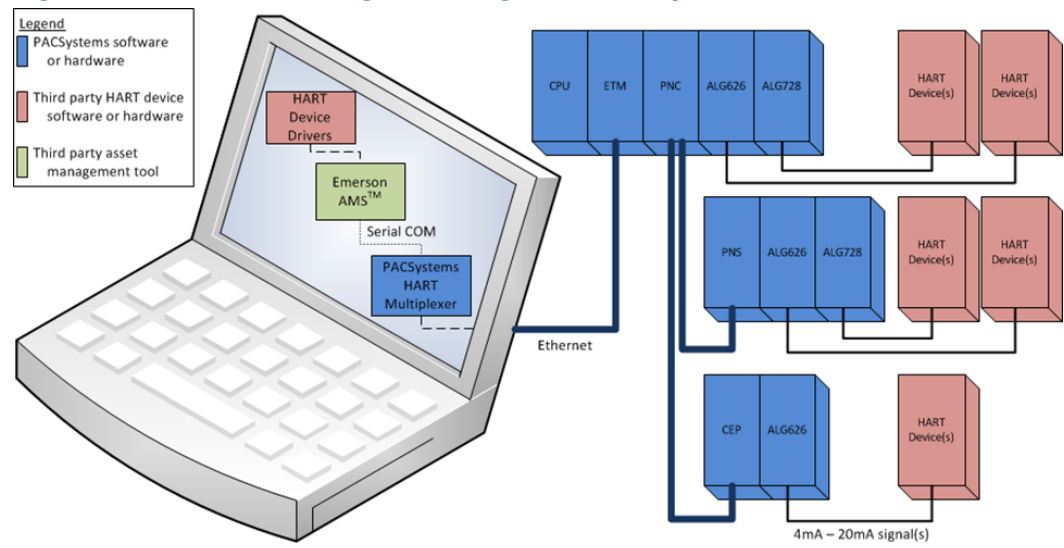 Legend
PACSystems software
or hardware
Third party HART device
software or hardware
Third party asset
management tool
HART
Device
Drivers
Emerson
AMS™
Serial COM
PACSystems
HART
Multiplexer
Ethernet
CPU
ETM
PNC
ALG626
ALG728
HART
Device(s)
HART
Device(s)
PNS
ALG626
ALG728
HART
Device(s)
HART
Device(s)
CEP
ALG626
HART
Device(s)
4mA – 20mA signal(s)